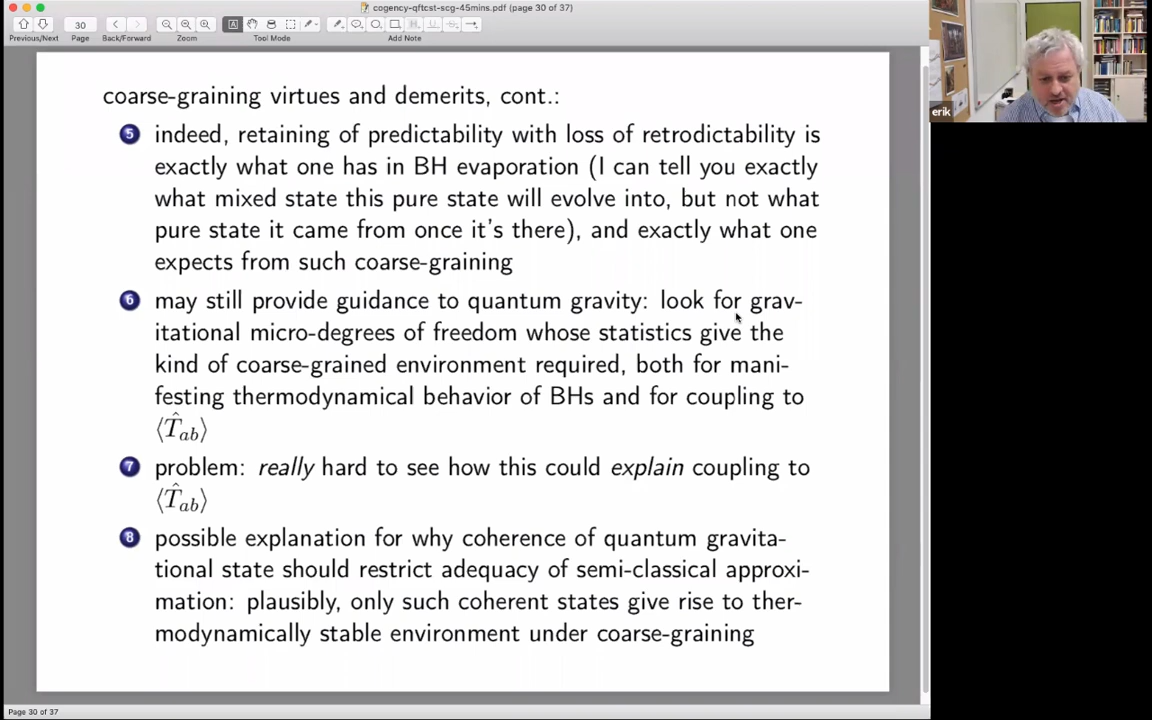 cogency-qftcst-scg-45mins.pdf (page 30 of 37)
30
Previous/Next
Page
Back/Forward
Zoom
Tool Mode
Add Note
coarse-graining virtues and demerits, cont.:
5 indeed, retaining of predictability with loss of retrodictability is
exactly what one has in BH evaporation (I can tell you exactly
what mixed state this pure state will evolve into, but not what
pure state it came from once it's there), and exactly what one
expects from such coarse-graining
6 may still provide guidance to quantum gravity: look for grav-
itational micro-degrees of freedom whose statistics give the
kind of coarse-grained environment required, both for mani-
festing thermodynamical behavior of BHs and for coupling to
⟨T̂ab⟩
7 problem: really hard to see how this could explain coupling to
⟨T̂ab⟩
8 possible explanation for why coherence of quantum gravita-
tional state should restrict adequacy of semi-classical approxi-
mation: plausibly, only such coherent states give rise to ther-
modynamically stable environment under coarse-graining
Page 30 of 37
erik